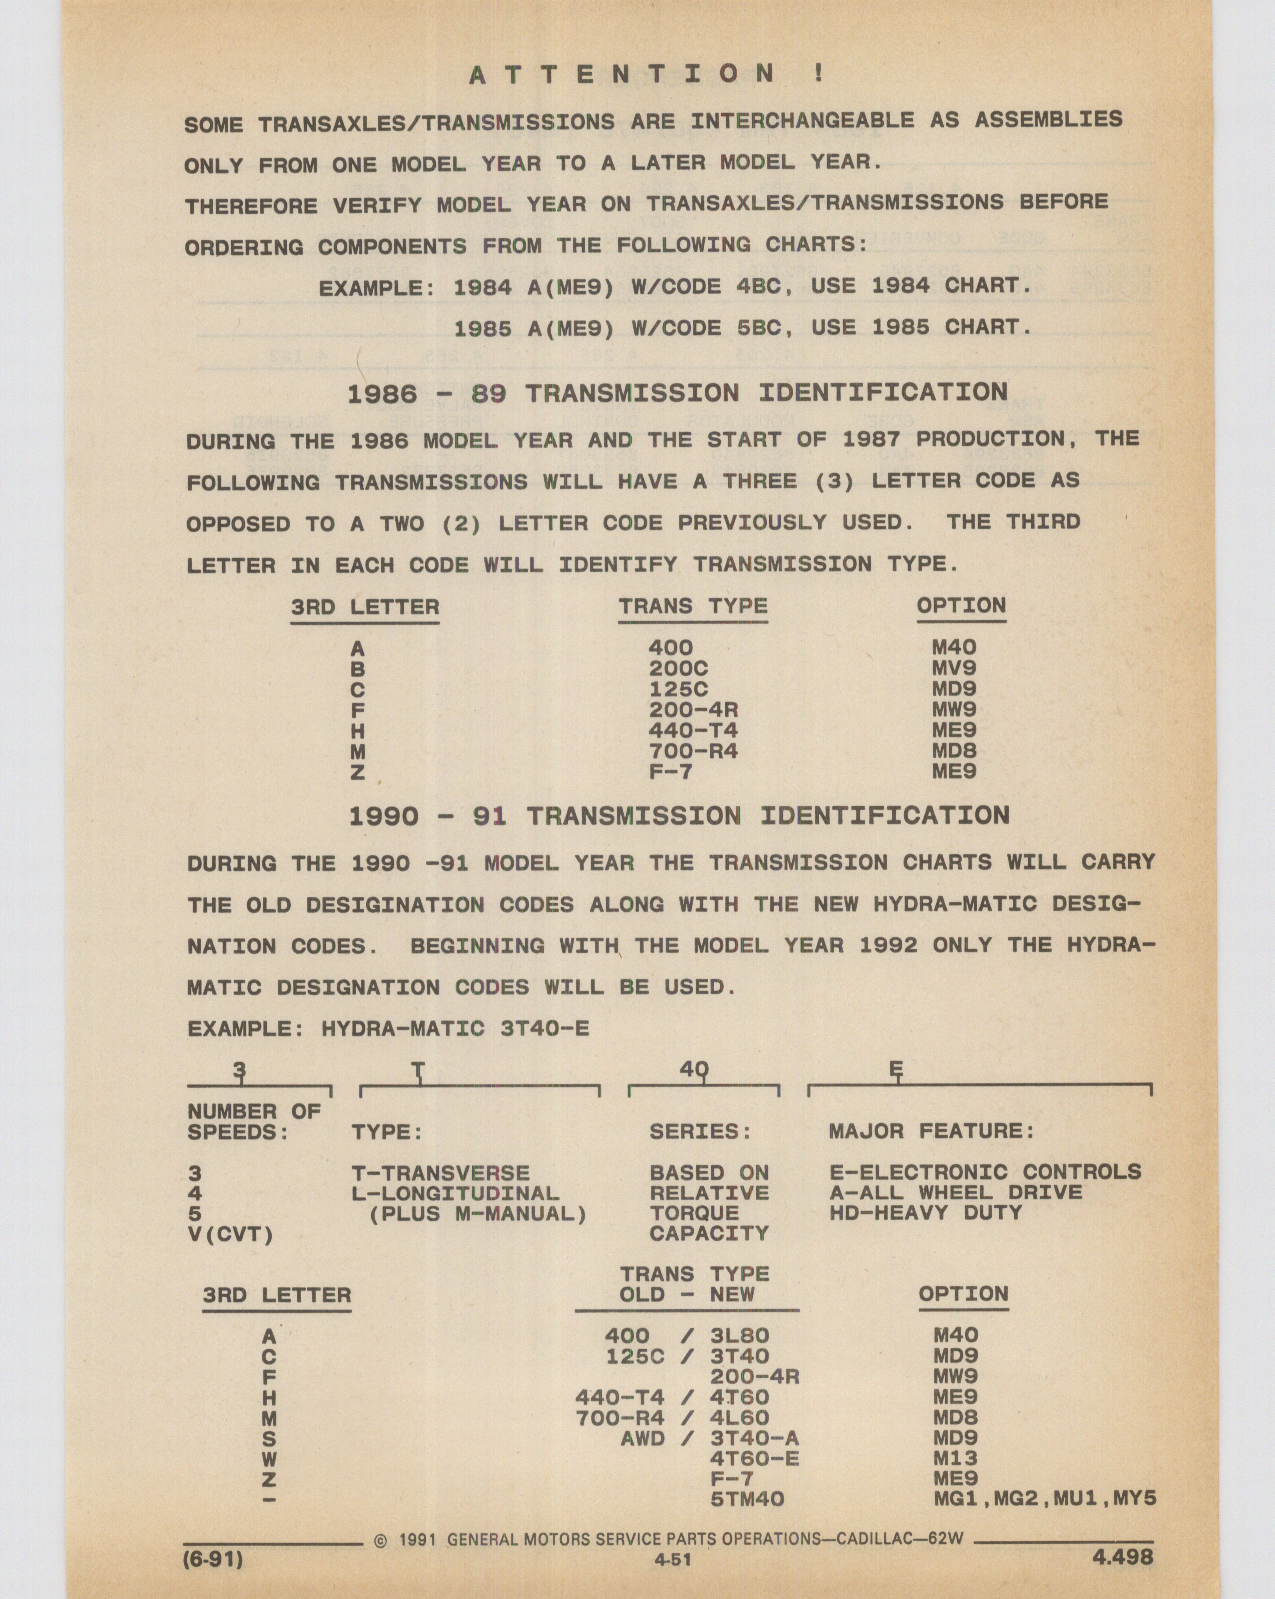 ATTENTION !
SOME TRANSAXLES/TRANSMISSIONS ARE INTERCHANGEABLE AS ASSEMBLIES
ONLY FROM ONE MODEL YEAR TO A LATER MODEL YEAR.
THEREFORE VERIFY MODEL YEAR ON TRANSAXLES/TRANSMISSIONS BEFORE
ORDERING COMPONENTS FROM THE FOLLOWING CHARTS:
EXAMPLE: 1984 A(ME9) W/CODE 4BC, USE 1984 CHART.
1985 A(ME9) W/CODE 5BC, USE 1985 CHART.
1986 - 89 TRANSMISSION IDENTIFICATION
DURING THE 1986 MODEL YEAR AND THE START OF 1987 PRODUCTION, THE
FOLLOWING TRANSMISSIONS WILL HAVE A THREE (3) LETTER CODE AS
OPPOSED TO A TWO (2) LETTER CODE PREVIOUSLY USED. THE THIRD
LETTER IN EACH CODE WILL IDENTIFY TRANSMISSION TYPE.
3RD LETTER TRANS TYPE OPTION
A 400 M40
B 200C MV9
C 125C MD9
F 200-4R MW9
H 440-T4 ME9
M 700-R4 MD8
Z F-7 ME9
1990 - 91 TRANSMISSION IDENTIFICATION
DURING THE 1990 -91 MODEL YEAR THE TRANSMISSION CHARTS WILL CARRY
THE OLD DESIGINATION CODES ALONG WITH THE NEW HYDRA-MATIC DESIG-
NATION CODES. BEGINNING WITH THE MODEL YEAR 1992 ONLY THE HYDRA-
MATIC DESIGNATION CODES WILL BE USED.
EXAMPLE: HYDRA-MATIC 3T40-E
3 T 40 E
NUMBER OF
SPEEDS: TYPE: SERIES: MAJOR FEATURE:
3 T-TRANSVERSE BASED ON E-ELECTRONIC CONTROLS
4 L-LONGITUDINAL RELATIVE A-ALL WHEEL DRIVE
5 (PLUS M-MANUAL) TORQUE HD-HEAVY DUTY
V(CVT) CAPACITY
TRANS TYPE
3RD LETTER OLD - NEW OPTION
A 400 / 3L80 M40
C 125C / 3T40 MD9
F 200-4R MW9
H 440-T4 / 4T60 ME9
M 700-R4 / 4L60 MD8
S AWD / 3T40-A MD9
W 4T60-E M13
Z F-7 ME9
- 5TM40 MG1,MG2,MU1,MY5
© 1991 GENERAL MOTORS SERVICE PARTS OPERATIONS—CADILLAC—62W
(6-91) 4-51 4.498